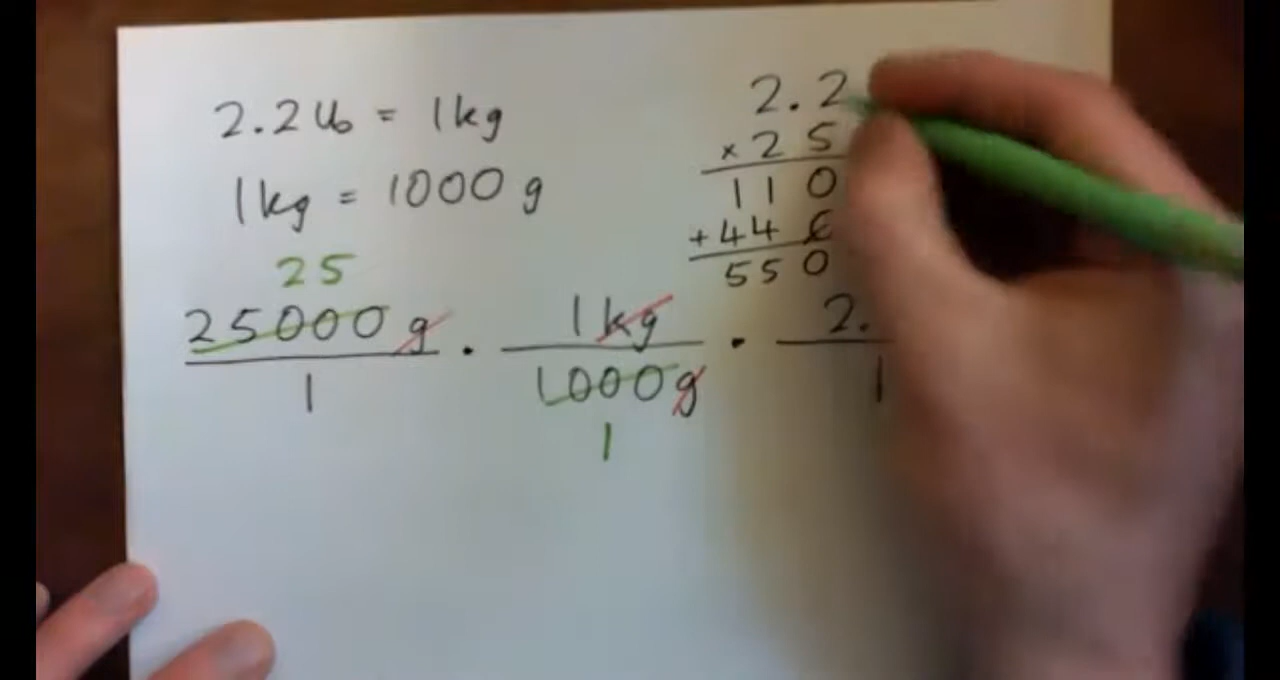 2.2 lb = 1 kg
1 kg = 1000 g
25
25000 g / 1 · 1 kg / 1000 g · 2. / 1
1
2.2
× 25
110
+ 44
550